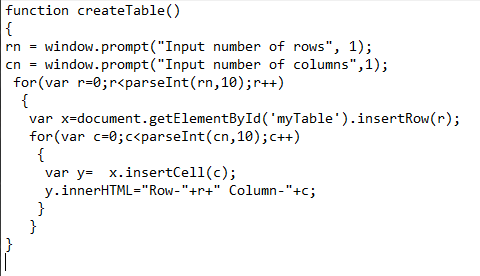 function createTable()
{
rn = window.prompt("Input number of rows", 1);
cn = window.prompt("Input number of columns",1);
 for(var r=0;r<parseInt(rn,10);r++)
  {
   var x=document.getElementById('myTable').insertRow(r);
   for(var c=0;c<parseInt(cn,10);c++)
    {
     var y=  x.insertCell(c);
     y.innerHTML="Row-"+r+" Column-"+c;
    }
   }
}